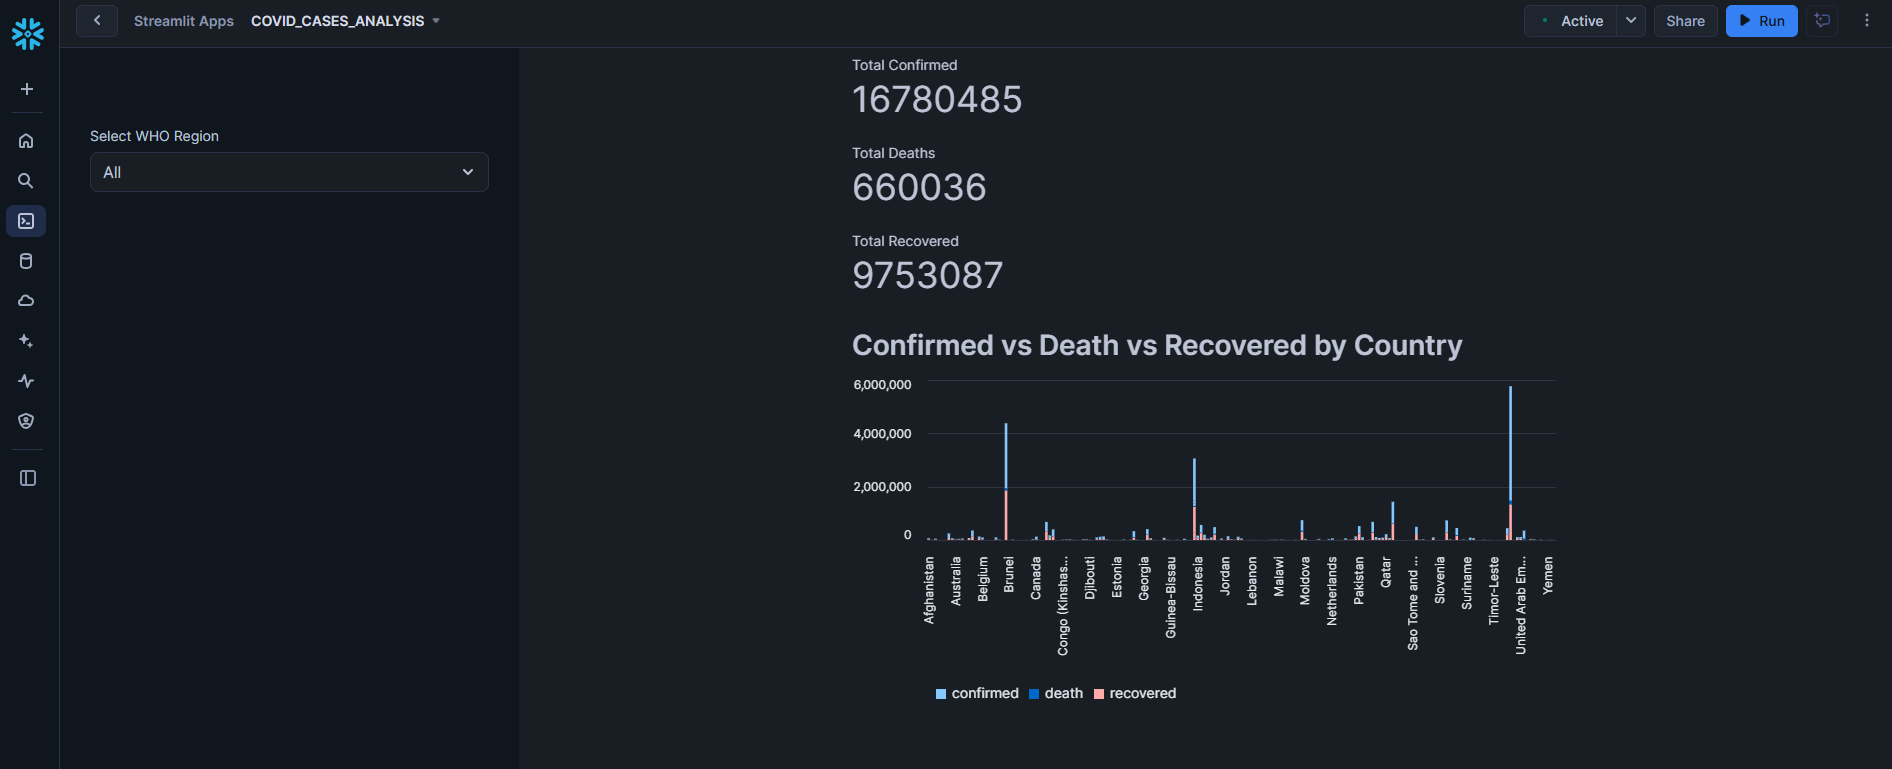 Streamlit Apps COVID_CASES_ANALYSIS
Active
Share
Run
Select WHO Region
All
Total Confirmed
16780485
Total Deaths
660036
Total Recovered
9753087
Confirmed vs Death vs Recovered by Country
6,000,000
4,000,000
2,000,000
0
Afghanistan
Australia
Belgium
Brunei
Canada
Congo (Kinshas...
Djibouti
Estonia
Georgia
Guinea-Bissau
Indonesia
Jordan
Lebanon
Malawi
Moldova
Netherlands
Pakistan
Qatar
Sao Tome and ...
Slovenia
Suriname
Timor-Leste
United Arab Em...
Yemen
confirmed death recovered